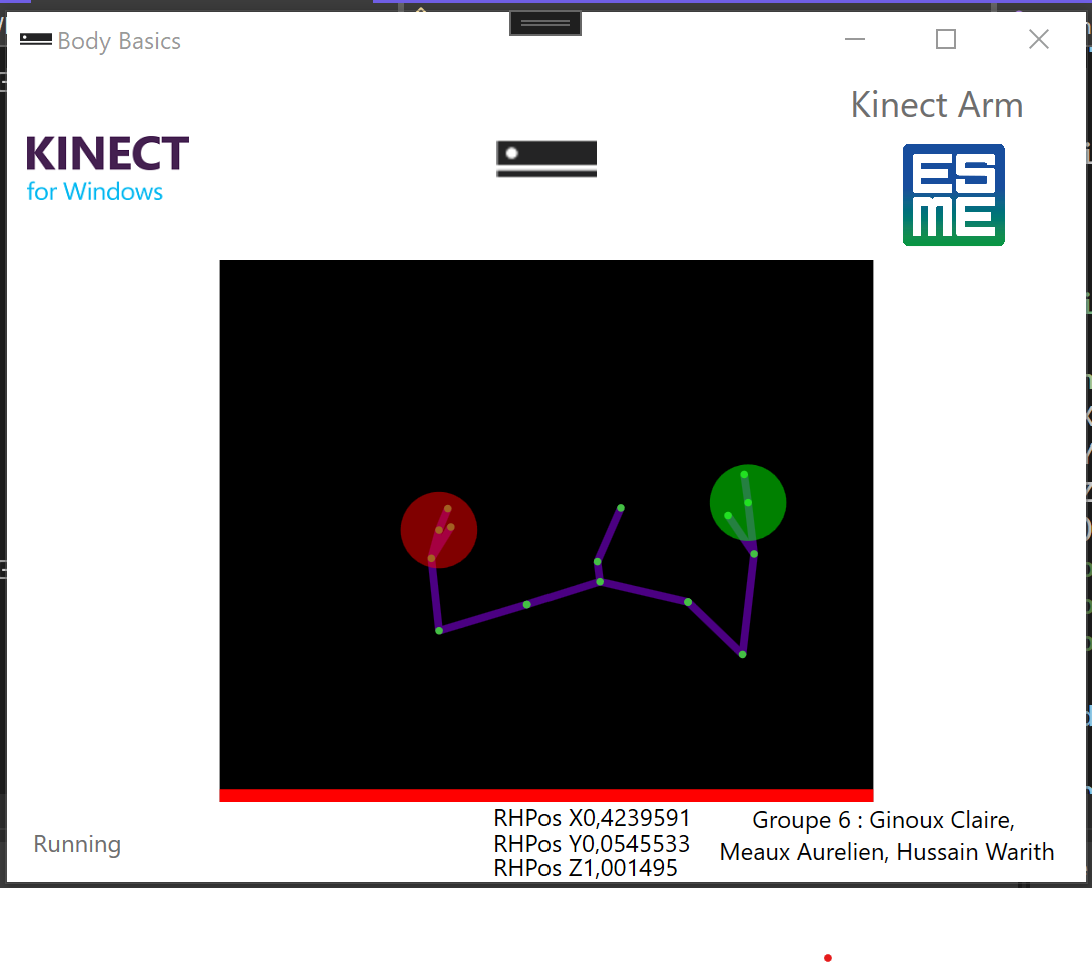 Body Basics
Kinect Arm
KINECT
for Windows
ES
ME
RHPos X0,4239591
RHPos Y0,0545533
RHPos Z1,001495
Groupe 6 : Ginoux Claire,
Meaux Aurelien, Hussain Warith
Running